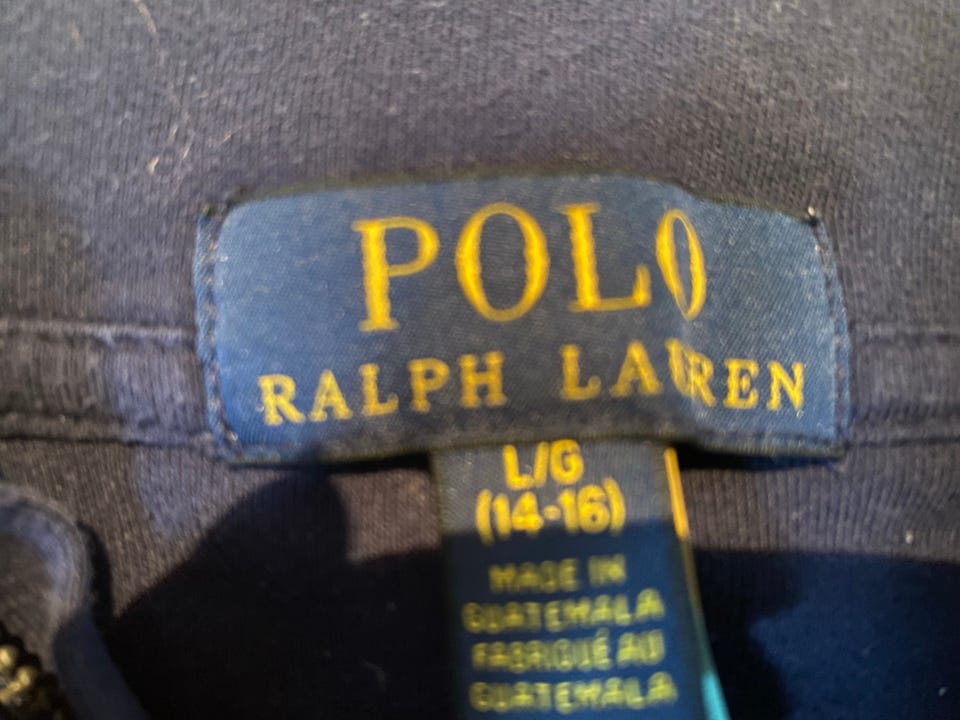 POLO
RALPH LAUREN
L/G
(14-16)
MADE IN
GUATEMALA
FABRIQUÉ AU
GUATEMALA